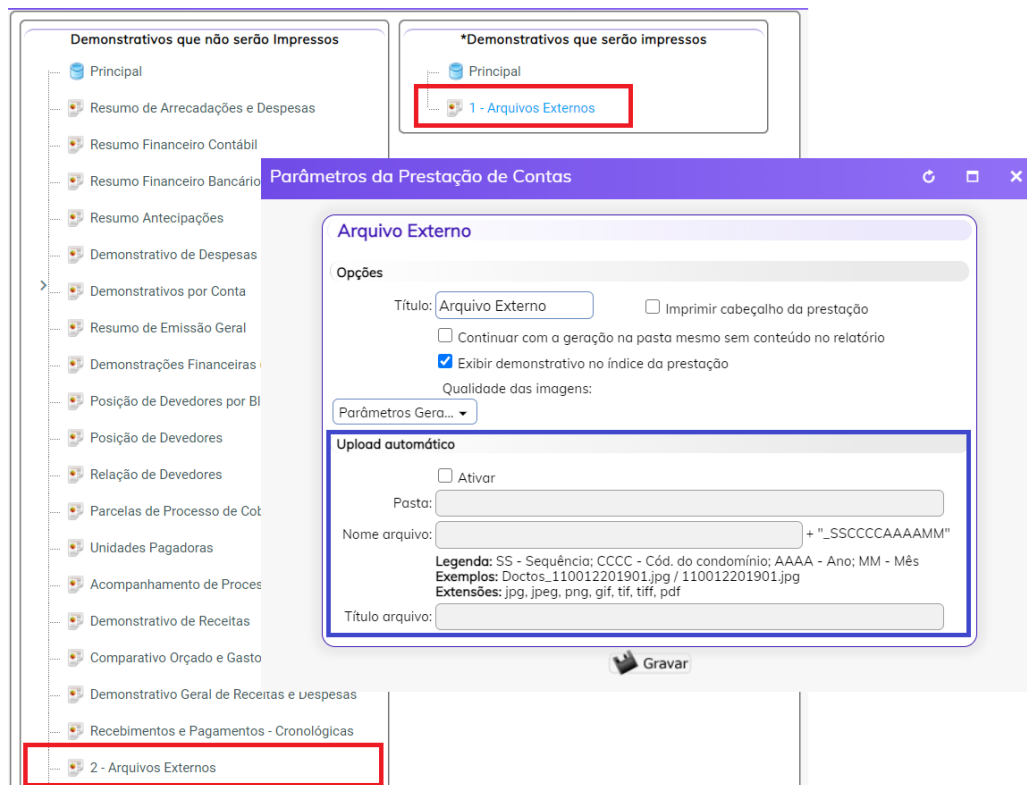 Demonstrativos que não serão Impressos
Principal
Resumo de Arrecadações e Despesas
Resumo Financeiro Contábil
Resumo Financeiro Bancário
Resumo Antecipações
Demonstrativo de Despesas
Demonstrativos por Conta
Resumo de Emissão Geral
Demonstrações Financeiras
Posição de Devedores por Bl
Posição de Devedores
Relação de Devedores
Parcelas de Processo de Cob
Unidades Pagadoras
Acompanhamento de Proces
Demonstrativo de Receitas
Comparativo Orçado e Gasto
Demonstrativo Geral de Receitas e Despesas
Recebimentos e Pagamentos - Cronológicas
2 - Arquivos Externos
*Demonstrativos que serão impressos
Principal
1 - Arquivos Externos
Parâmetros da Prestação de Contas
Arquivo Externo
Opções
Título: Arquivo Externo Imprimir cabeçalho da prestação
Continuar com a geração na pasta mesmo sem conteúdo no relatório
Exibir demonstrativo no índice da prestação
Qualidade das imagens:
Parâmetros Gera...
Upload automático
Ativar
Pasta:
Nome arquivo: + "_SSCCCCAAAAMM"
Legenda: SS - Sequência; CCCC - Cód. do condomínio; AAAA - Ano; MM - Mês
Exemplos: Doctos_110012201901.jpg / 110012201901.jpg
Extensões: jpg, jpeg, png, gif, tif, tiff, pdf
Título arquivo:
Gravar